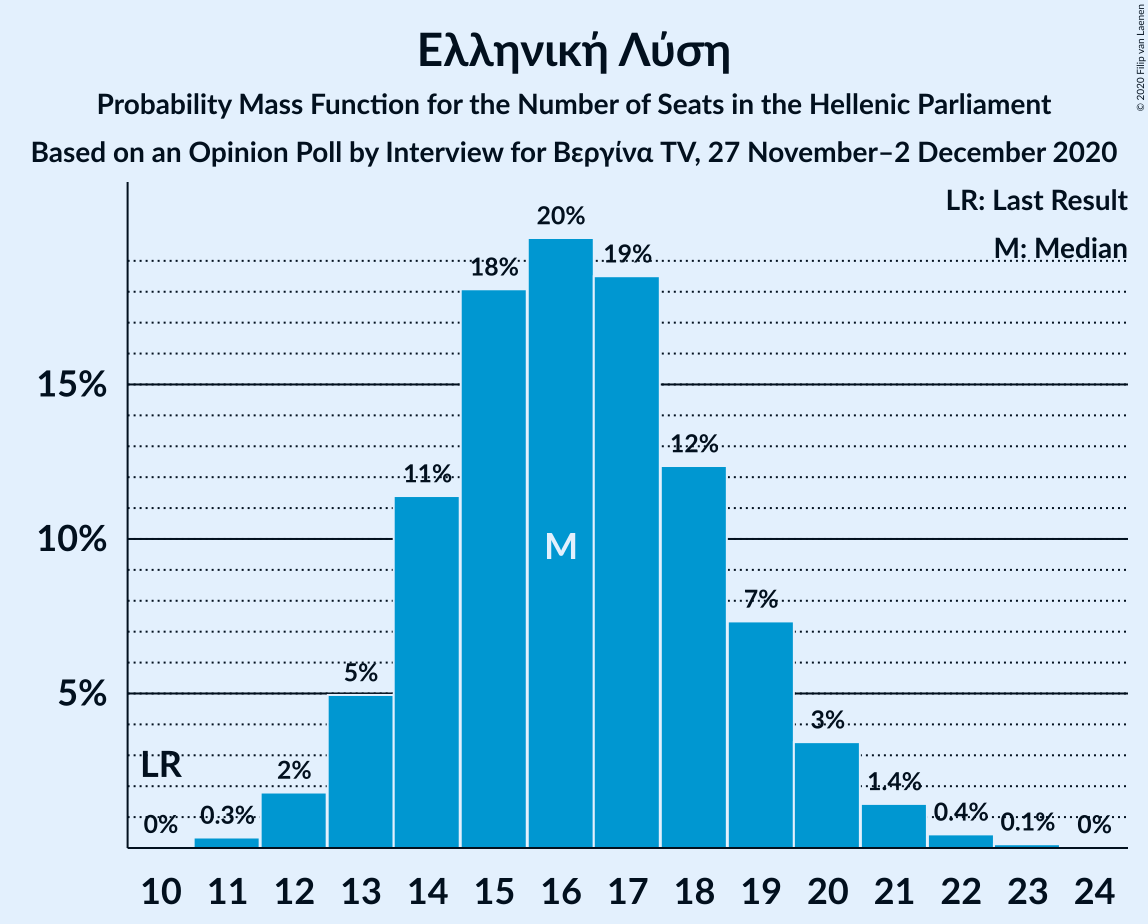 Ελληνική Λύση
Probability Mass Function for the Number of Seats in the Hellenic Parliament
Based on an Opinion Poll by Interview for Βεργίνα TV, 27 November–2 December 2020
© 2020 Filip van Laenen
LR: Last Result
M: Median
20%
19%
18%
15%
12%
11%
10%
M
7%
5%
5%
3%
LR
2%
1.4%
0%
0.3%
0.4%
0.1%
0%
10 11 12 13 14 15 16 17 18 19 20 21 22 23 24